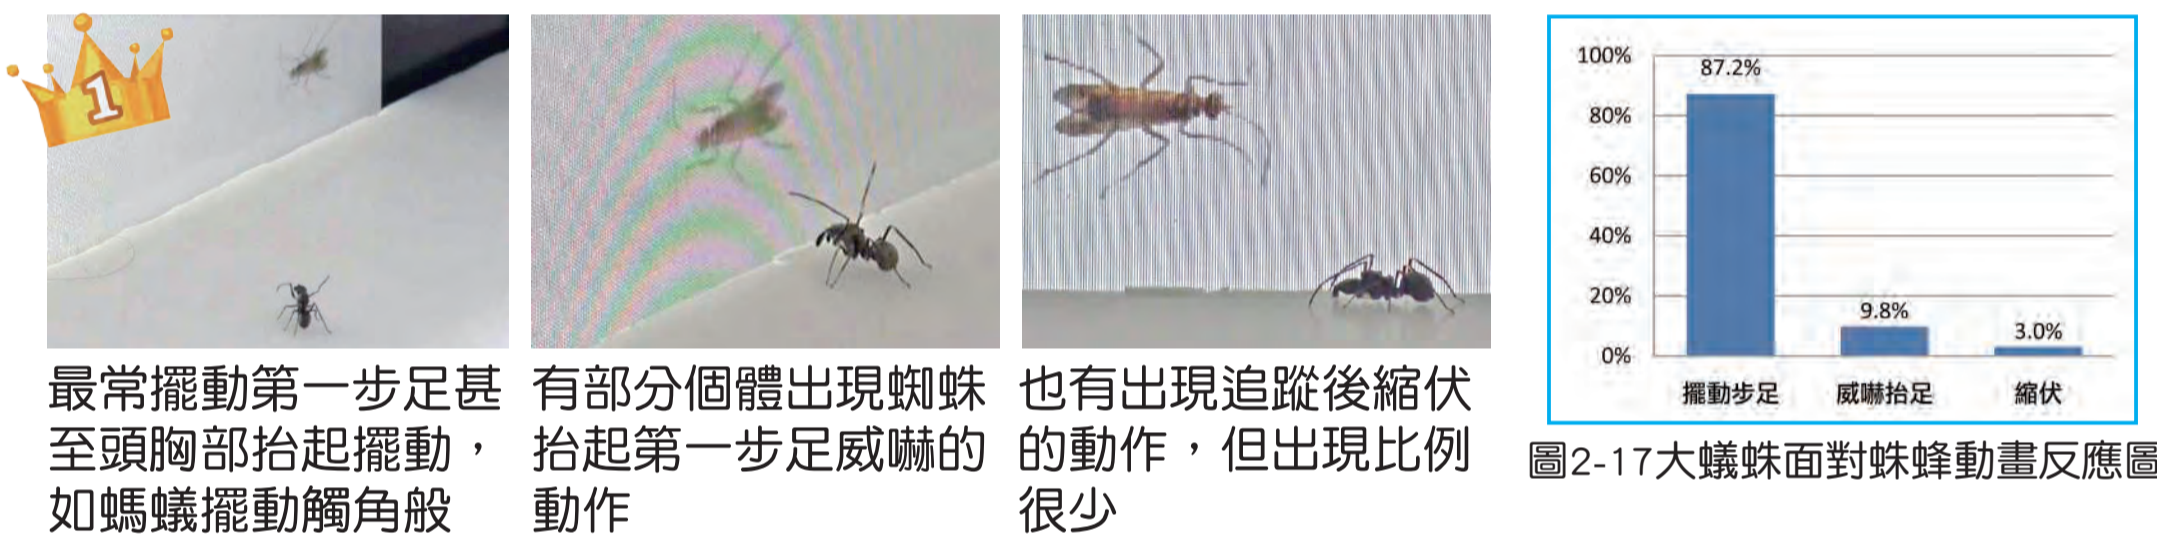 1
最常擺動第一步足甚
至頭胸部抬起擺動，
如螞蟻擺動觸角般
有部分個體出現蜘蛛
抬起第一步足威嚇的
動作
也有出現追蹤後縮伏
的動作，但出現比例
很少
100%
80%
60%
40%
20%
0%
87.2%
9.8%
3.0%
擺動步足
威嚇抬足
縮伏
圖2-17大蟻蛛面對蛛蜂動畫反應圖